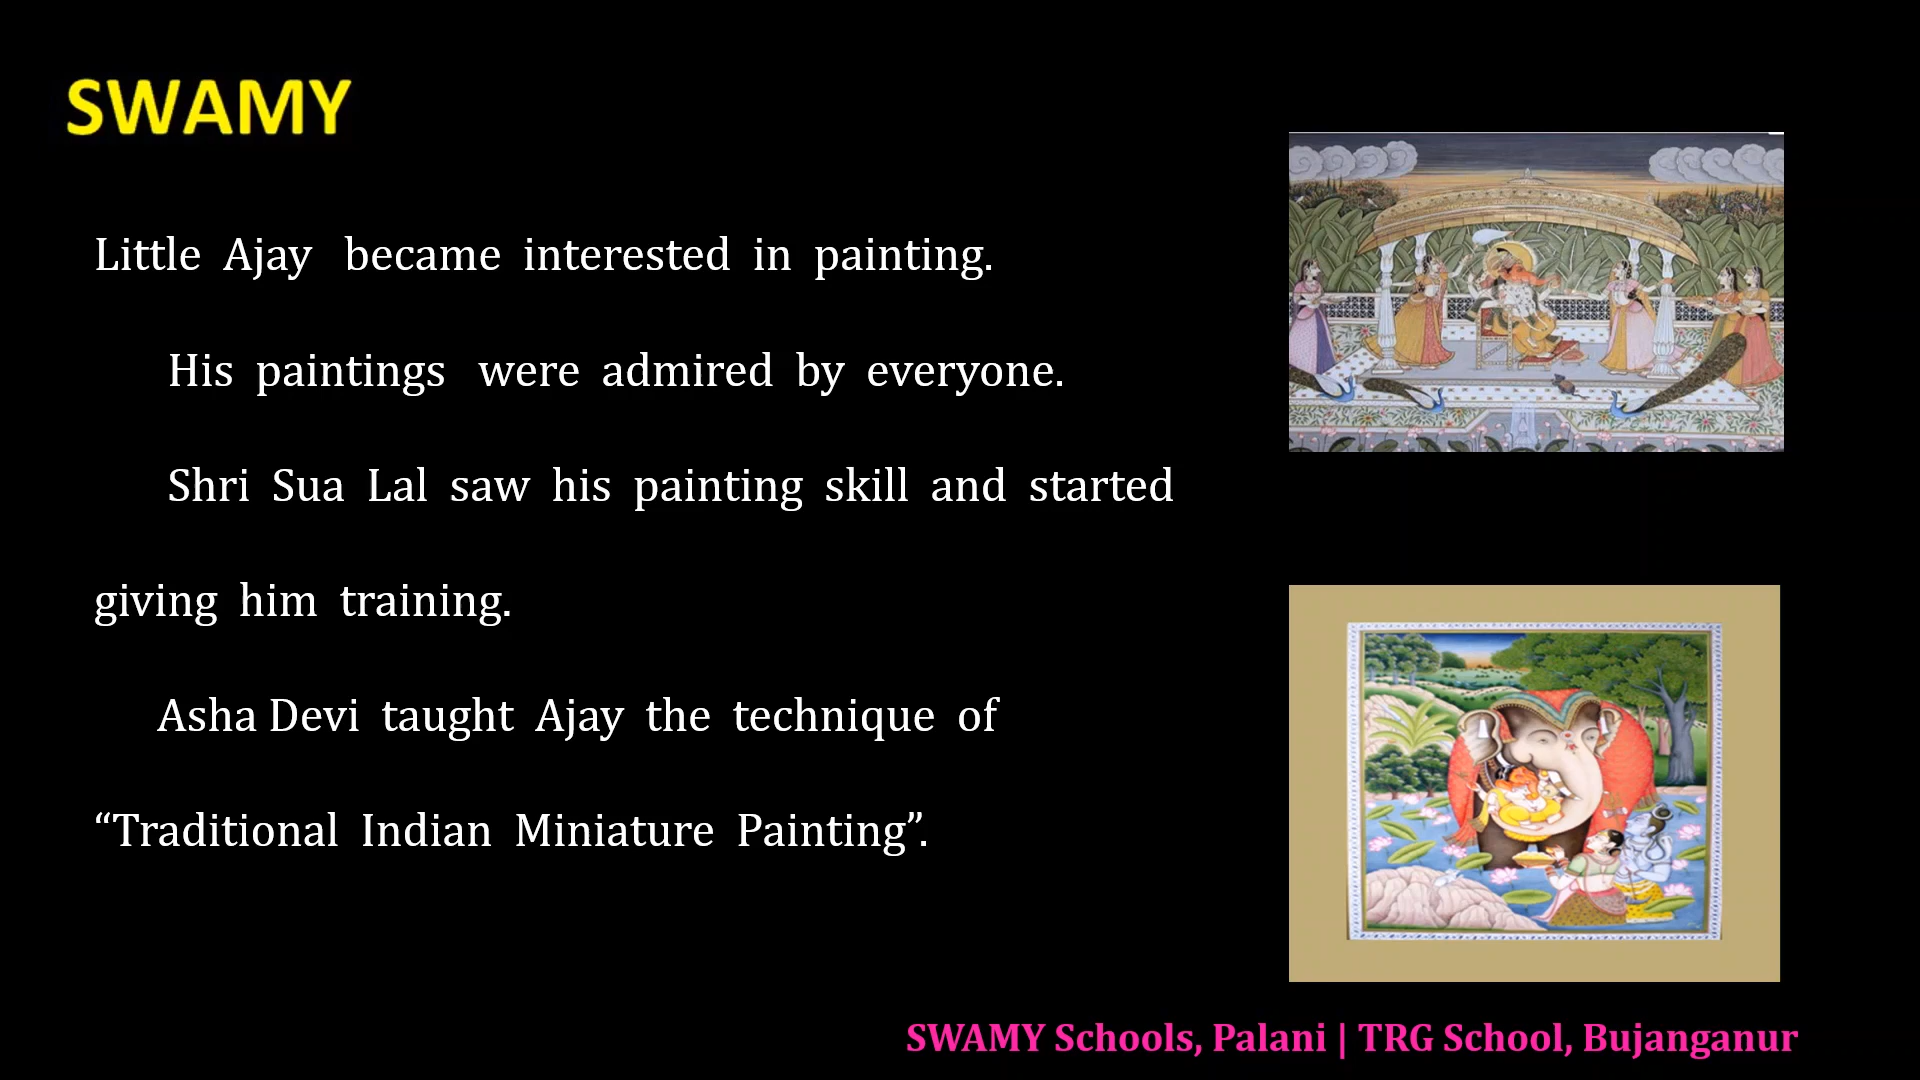 SWAMY
Little Ajay became interested in painting.
His paintings were admired by everyone.
Shri Sua Lal saw his painting skill and started
giving him training.
Asha Devi taught Ajay the technique of
“Traditional Indian Miniature Painting”.
SWAMY Schools, Palani | TRG School, Bujanganur